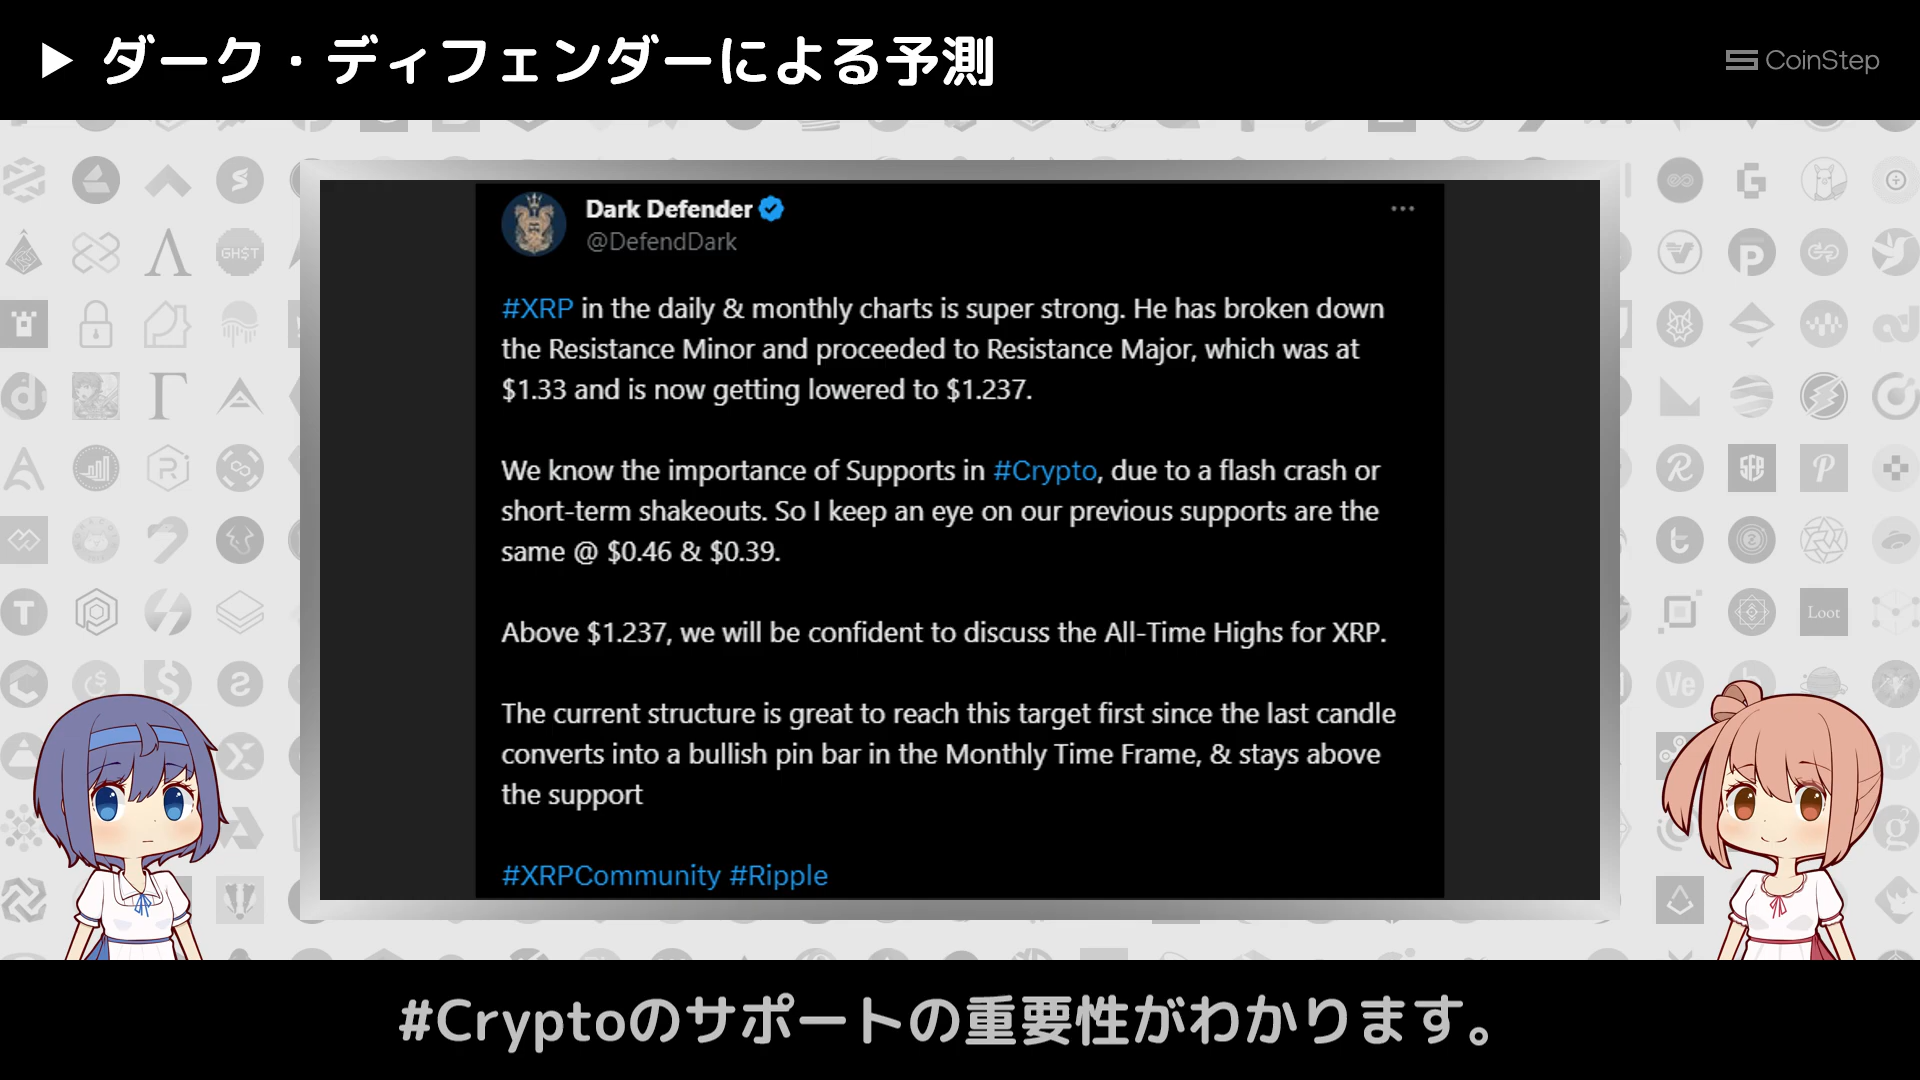 ▶ ダーク・ディフェンダーによる予測
CoinStep
Dark Defender
@DefendDark
#XRP in the daily & monthly charts is super strong. He has broken down
the Resistance Minor and proceeded to Resistance Major, which was at
$1.33 and is now getting lowered to $1.237.
We know the importance of Supports in #Crypto, due to a flash crash or
short-term shakeouts. So I keep an eye on our previous supports are the
same @ $0.46 & $0.39.
Above $1.237, we will be confident to discuss the All-Time Highs for XRP.
The current structure is great to reach this target first since the last candle
converts into a bullish pin bar in the Monthly Time Frame, & stays above
the support
#XRPCommunity #Ripple
GH$T
SFP
Loot
Ve
#Cryptoのサポートの重要性がわかります。